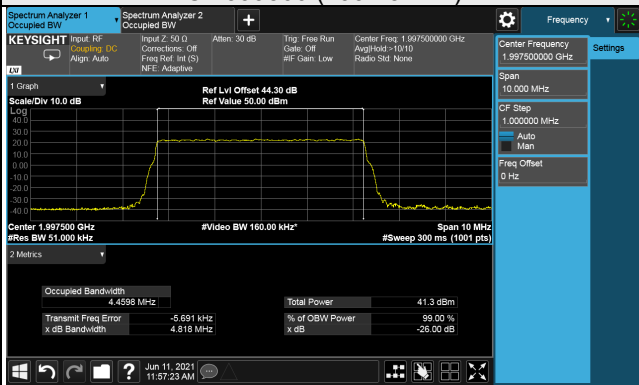 Spectrum Analyzer 1
Occupied BW
Spectrum Analyzer 2
Occupied BW
+
Frequency
KEYSIGHT
Input: RF
Coupling: DC
Align: Auto
Input Z: 50 Ω
Corrections: Off
Freq Ref: Int (S)
NFE: Adaptive
Atten: 30 dB
Trig: Free Run
Gate: Off
#IF Gain: Low
Center Freq: 1.997500000 GHz
Avg|Hold:>10/10
Radio Std: None
LXI
Center Frequency
1.997500000 GHz
Settings
Span
10.000 MHz
CF Step
1.000000 MHz
Auto
Man
Freq Offset
0 Hz
1 Graph
Scale/Div 10.0 dB
Ref Lvl Offset 44.30 dB
Ref Value 50.00 dBm
Log
40.0
30.0
20.0
10.0
0.00
-10.0
-20.0
-30.0
-40.0
Center 1.997500 GHz
#Res BW 51.000 kHz
#Video BW 160.00 kHz*
Span 10 MHz
#Sweep 300 ms (1001 pts)
2 Metrics
Occupied Bandwidth
4.4598 MHz
Total Power 41.3 dBm
Transmit Freq Error -5.691 kHz
% of OBW Power 99.00 %
x dB Bandwidth 4.818 MHz
x dB -26.00 dB
?
Jun 11, 2021
11:57:23 AM